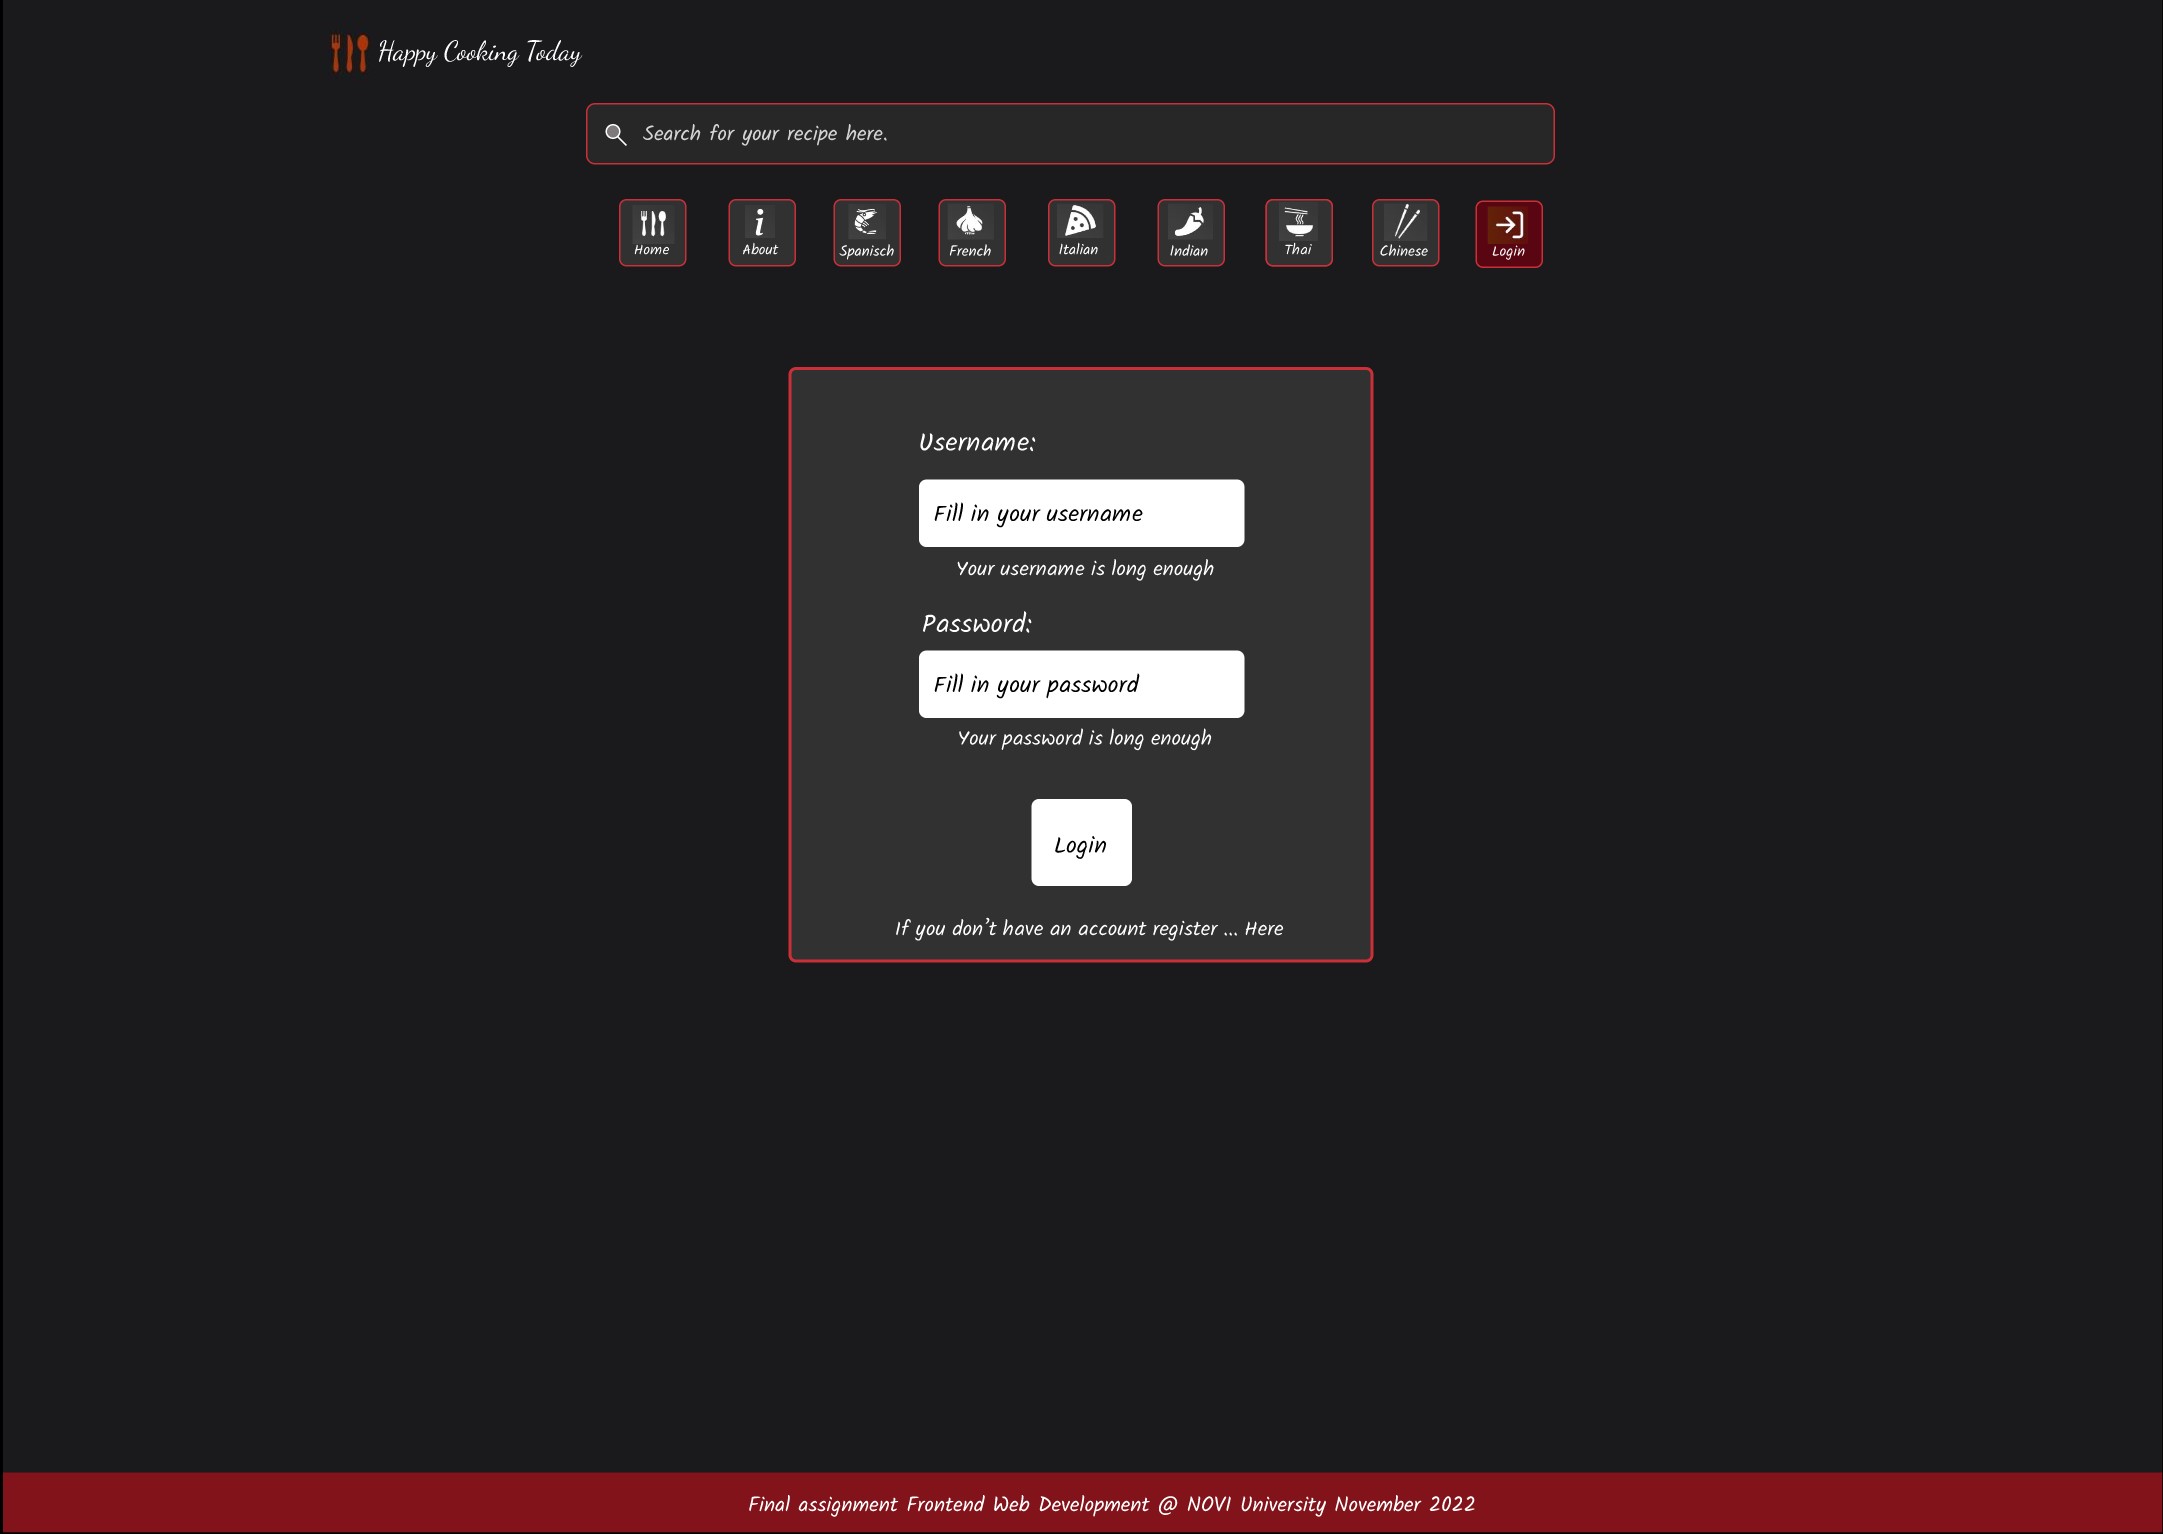 Happy Cooking Today
Search for your recipe here.
Home About Spanisch French Italian Indian Thai Chinese Login
Username:
Fill in your username
Your username is long enough
Password:
Fill in your password
Your password is long enough
Login
If you don't have an account register ... Here
Final assignment Frontend Web Development @ NOVI University November 2022